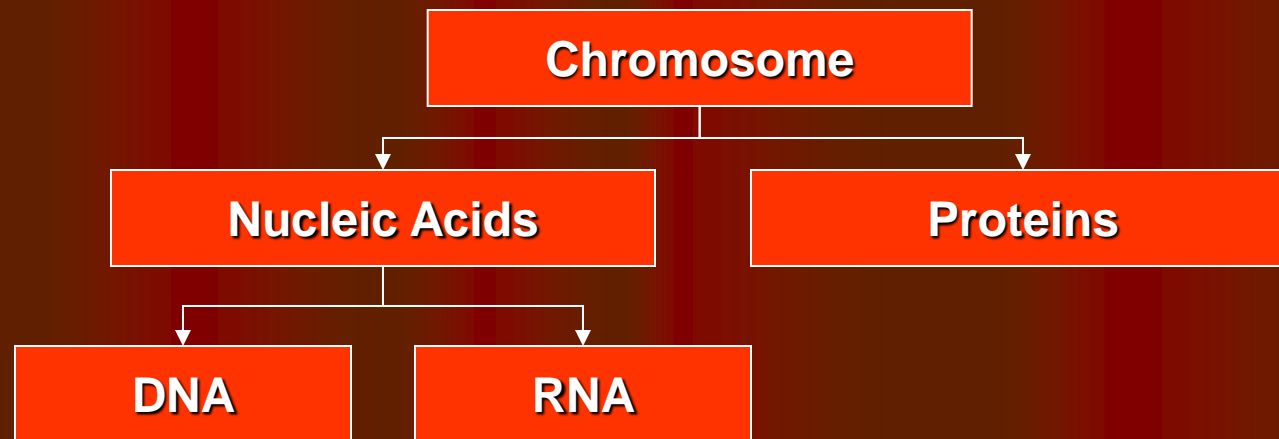 Chromosome
Nucleic Acids
Proteins
DNA
RNA